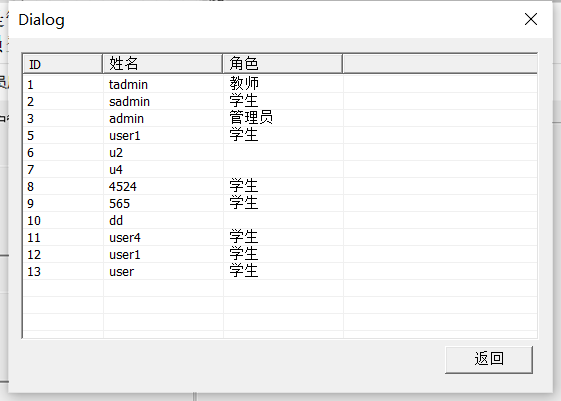 Dialog
ID 姓名 角色
1 tadmin 教师
2 sadmin 学生
3 admin 管理员
5 user1 学生
6 u2
7 u4
8 4524 学生
9 565 学生
10 dd
11 user4 学生
12 user1 学生
13 user 学生
返回